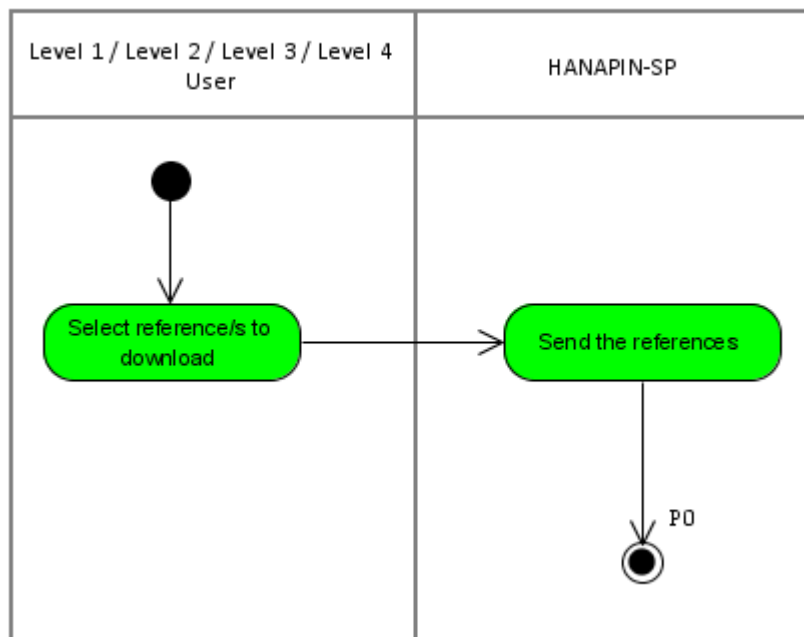 Level 1 / Level 2 / Level 3 / Level 4
User
HANAPIN-SP
Select reference/s to
download
Send the references
PO